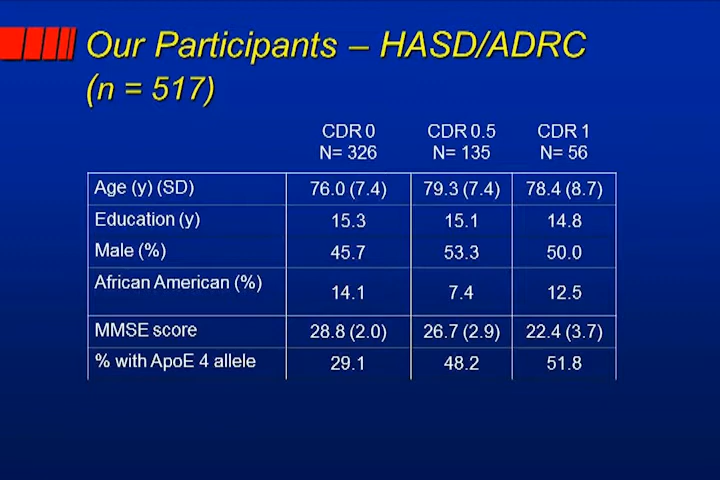 Our Participants – HASD/ADRC
(n = 517)
CDR 0 CDR 0.5 CDR 1
N= 326 N= 135 N= 56
Age (y) (SD) 76.0 (7.4) 79.3 (7.4) 78.4 (8.7)
Education (y) 15.3 15.1 14.8
Male (%) 45.7 53.3 50.0
African American (%) 14.1 7.4 12.5
MMSE score 28.8 (2.0) 26.7 (2.9) 22.4 (3.7)
% with ApoE 4 allele 29.1 48.2 51.8